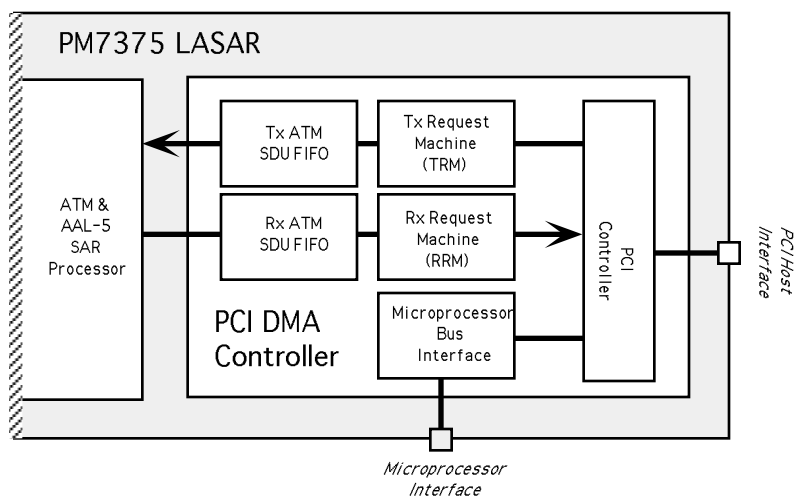 PM7375 LASAR
Tx ATM
SDU FIFO
Tx Request
Machine
(TRM)
ATM &
AAL-5
SAR
Processor
Rx ATM
SDU FIFO
Rx Request
Machine
(RRM)
PCI
Controller
PCI Host
Interface
PCI DMA
Controller
Microprocessor
Bus
Interface
Microprocessor
Interface